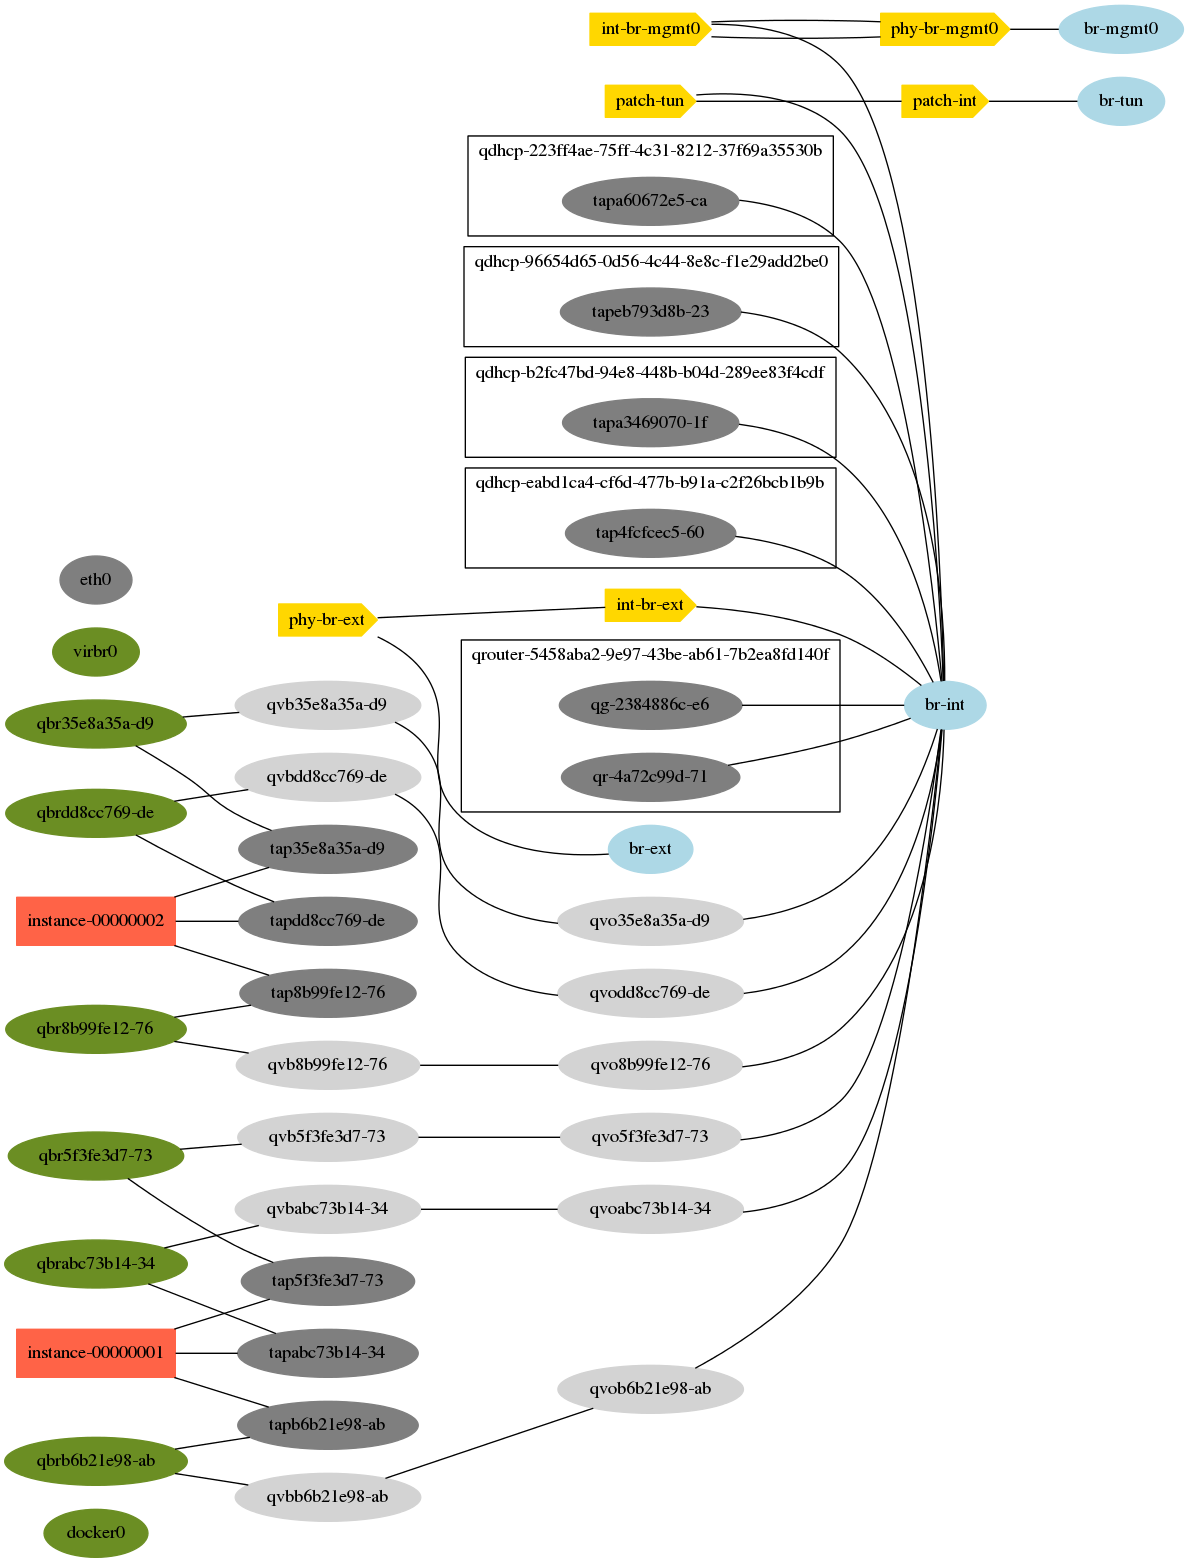 int-br-mgmt0
phy-br-mgmt0
br-mgmt0
patch-tun
patch-int
br-tun
qdhcp-223ff4ae-75ff-4c31-8212-37f69a35530b
tapa60672e5-ca
qdhcp-96654d65-0d56-4c44-8e8c-f1e29add2be0
tapeb793d8b-23
qdhcp-b2fc47bd-94e8-448b-b04d-289ee83f4cdf
tapa3469070-1f
qdhcp-eabd1ca4-cf6d-477b-b91a-c2f26bcb1b9b
tap4fcfcec5-60
eth0
phy-br-ext
int-br-ext
virbr0
qrouter-5458aba2-9e97-43be-ab61-7b2ea8fd140f
qbr35e8a35a-d9
qvb35e8a35a-d9
qg-2384886c-e6
br-int
qvbdd8cc769-de
qr-4a72c99d-71
qbrdd8cc769-de
tap35e8a35a-d9
br-ext
instance-00000002
tapdd8cc769-de
qvo35e8a35a-d9
tap8b99fe12-76
qvodd8cc769-de
qbr8b99fe12-76
qvb8b99fe12-76
qvo8b99fe12-76
qbr5f3fe3d7-73
qvb5f3fe3d7-73
qvo5f3fe3d7-73
qvbabc73b14-34
qvoabc73b14-34
qbrabc73b14-34
tap5f3fe3d7-73
instance-00000001
tapabc73b14-34
qvob6b21e98-ab
tapb6b21e98-ab
qbrb6b21e98-ab
qvbb6b21e98-ab
docker0